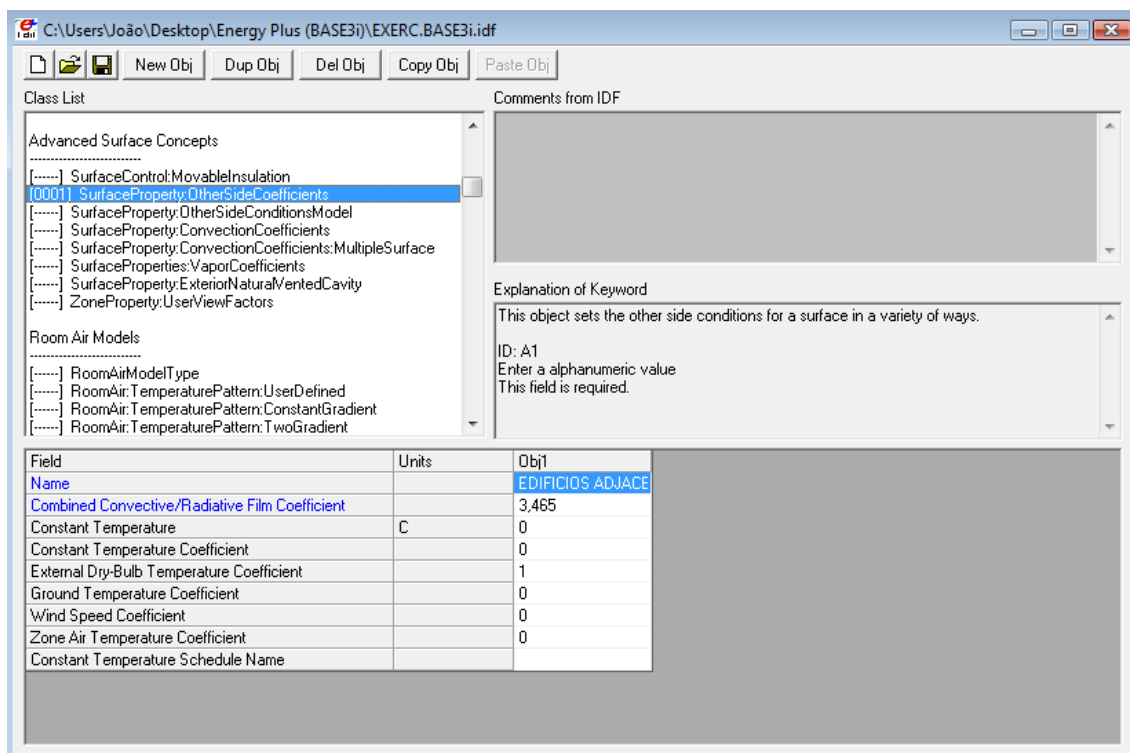 C:\Users\João\Desktop\Energy Plus (BASE3i)\EXERC.BASE3i.idf
New Obj Dup Obj Del Obj Copy Obj Paste Obj
Class List
Advanced Surface Concepts
---------------------------
[------] SurfaceControl:MovableInsulation
[0001] SurfaceProperty:OtherSideCoefficients
[------] SurfaceProperty:OtherSideConditionsModel
[------] SurfaceProperty:ConvectionCoefficients
[------] SurfaceProperty:ConvectionCoefficients:MultipleSurface
[------] SurfaceProperties:VaporCoefficients
[------] SurfaceProperty:ExteriorNaturalVentedCavity
[------] ZoneProperty:UserViewFactors
Room Air Models
---------------------------
[------] RoomAirModelType
[------] RoomAir:TemperaturePattern:UserDefined
[------] RoomAir:TemperaturePattern:ConstantGradient
[------] RoomAir:TemperaturePattern:TwoGradient
Comments from IDF
Explanation of Keyword
This object sets the other side conditions for a surface in a variety of ways.
ID: A1
Enter a alphanumeric value
This field is required.
Field Units Obj1
Name EDIFICIOS ADJACE
Combined Convective/Radiative Film Coefficient 3,465
Constant Temperature C 0
Constant Temperature Coefficient 0
External Dry-Bulb Temperature Coefficient 1
Ground Temperature Coefficient 0
Wind Speed Coefficient 0
Zone Air Temperature Coefficient 0
Constant Temperature Schedule Name